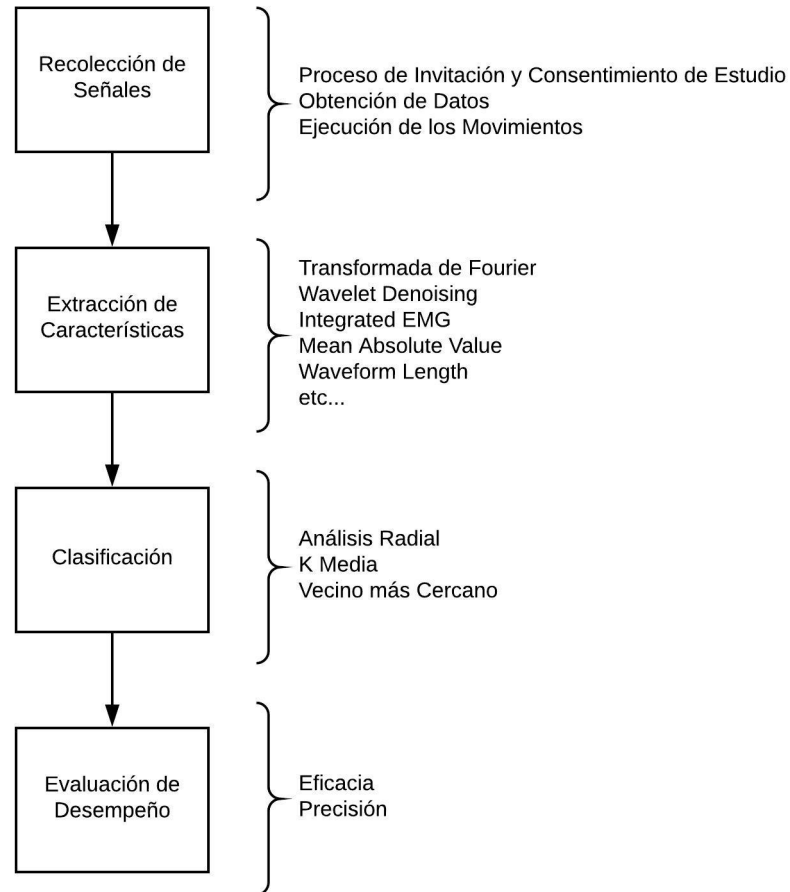 Recolección de
Señales
Proceso de Invitación y Consentimiento de Estudio
Obtención de Datos
Ejecución de los Movimientos
Extracción de
Características
Transformada de Fourier
Wavelet Denoising
Integrated EMG
Mean Absolute Value
Waveform Length
etc...
Clasificación
Análisis Radial
K Media
Vecino más Cercano
Evaluación de
Desempeño
Eficacia
Precisión